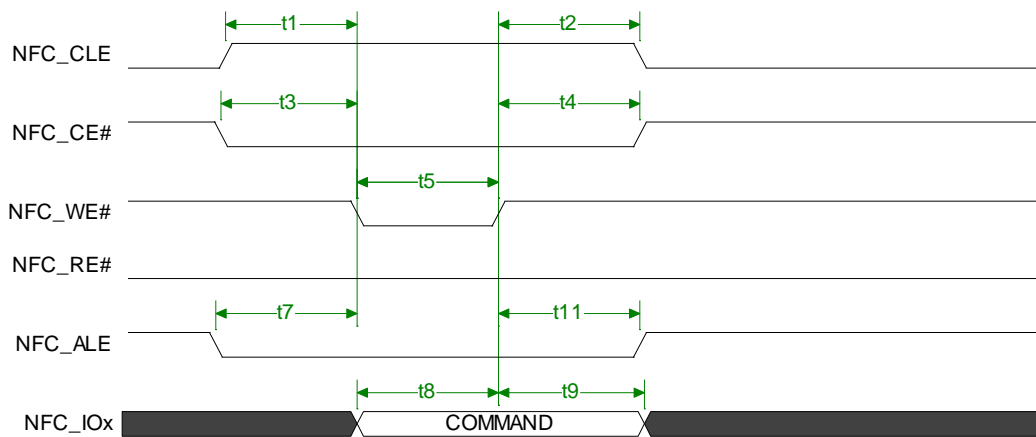 t1 t2
NFC_CLE
t3 t4
NFC_CE#
t5
NFC_WE#
NFC_RE#
t7 t11
NFC_ALE
t8 t9
NFC_IOx COMMAND